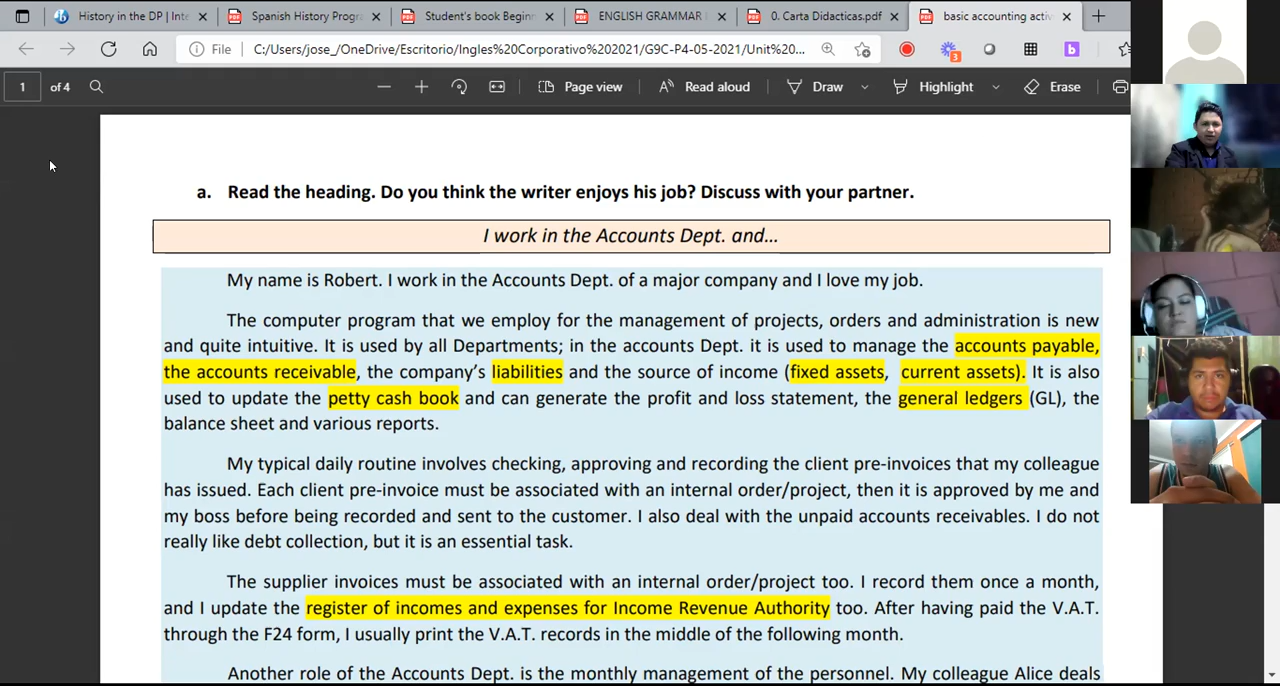 History in the DP | Inte
Spanish History Progr
Student's book Beginn
ENGLISH GRAMMAR
0. Carta Didacticas.pdf
basic accounting activ
File
C:/Users/jose_/OneDrive/Escritorio/Ingles%20Corporativo%202021/G9C-P4-05-2021/Unit%20...
3
b
1 of 4
Page view
Read aloud
Draw
Highlight
Erase
a. Read the heading. Do you think the writer enjoys his job? Discuss with your partner.
I work in the Accounts Dept. and…
My name is Robert. I work in the Accounts Dept. of a major company and I love my job.
The computer program that we employ for the management of projects, orders and administration is new
and quite intuitive. It is used by all Departments; in the accounts Dept. it is used to manage the accounts payable,
the accounts receivable, the company's liabilities and the source of income (fixed assets, current assets). It is also
used to update the petty cash book and can generate the profit and loss statement, the general ledgers (GL), the
balance sheet and various reports.
My typical daily routine involves checking, approving and recording the client pre-invoices that my colleague
has issued. Each client pre-invoice must be associated with an internal order/project, then it is approved by me and
my boss before being recorded and sent to the customer. I also deal with the unpaid accounts receivables. I do not
really like debt collection, but it is an essential task.
The supplier invoices must be associated with an internal order/project too. I record them once a month,
and I update the register of incomes and expenses for Income Revenue Authority too. After having paid the V.A.T.
through the F24 form, I usually print the V.A.T. records in the middle of the following month.
Another role of the Accounts Dept. is the monthly management of the personnel. My colleague Alice deals